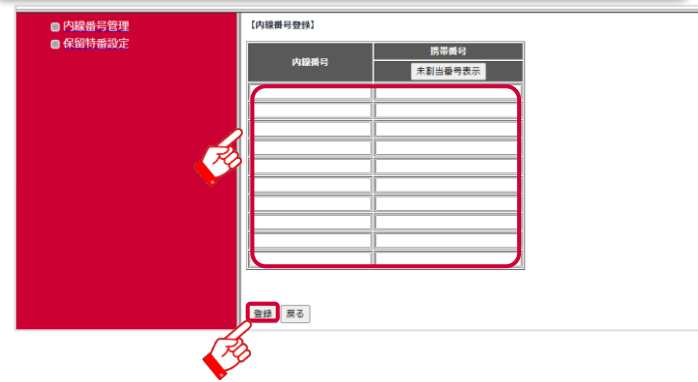 内線番号管理
保留特番設定
【内線番号登録】
内線番号
携帯番号
未割当番号表示
登録
戻る